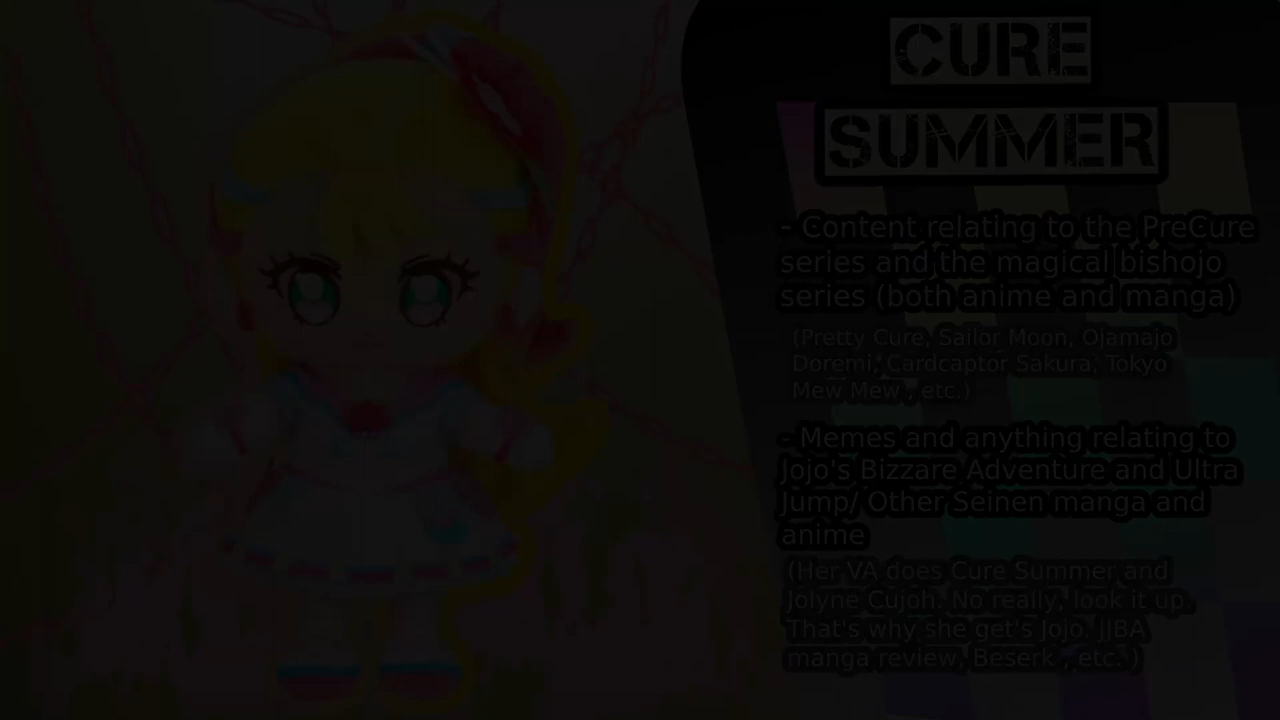 CURE
SUMMER
- Content relating to the PreCure
series and the magical bishojo
series (both anime and manga)
(Pretty Cure, Sailor Moon, Ojamajo
Doremi, Cardcaptor Sakura, Tokyo
Mew Mew , etc.)
- Memes and anything relating to
Jojo's Bizzare Adventure and Ultra
Jump/ Other Seinen manga and
anime
(Her VA does Cure Summer and
Jolyne Cujoh. No really, look it up.
That's why she get's Jojo. JJBA
manga review, Beserk , etc. )